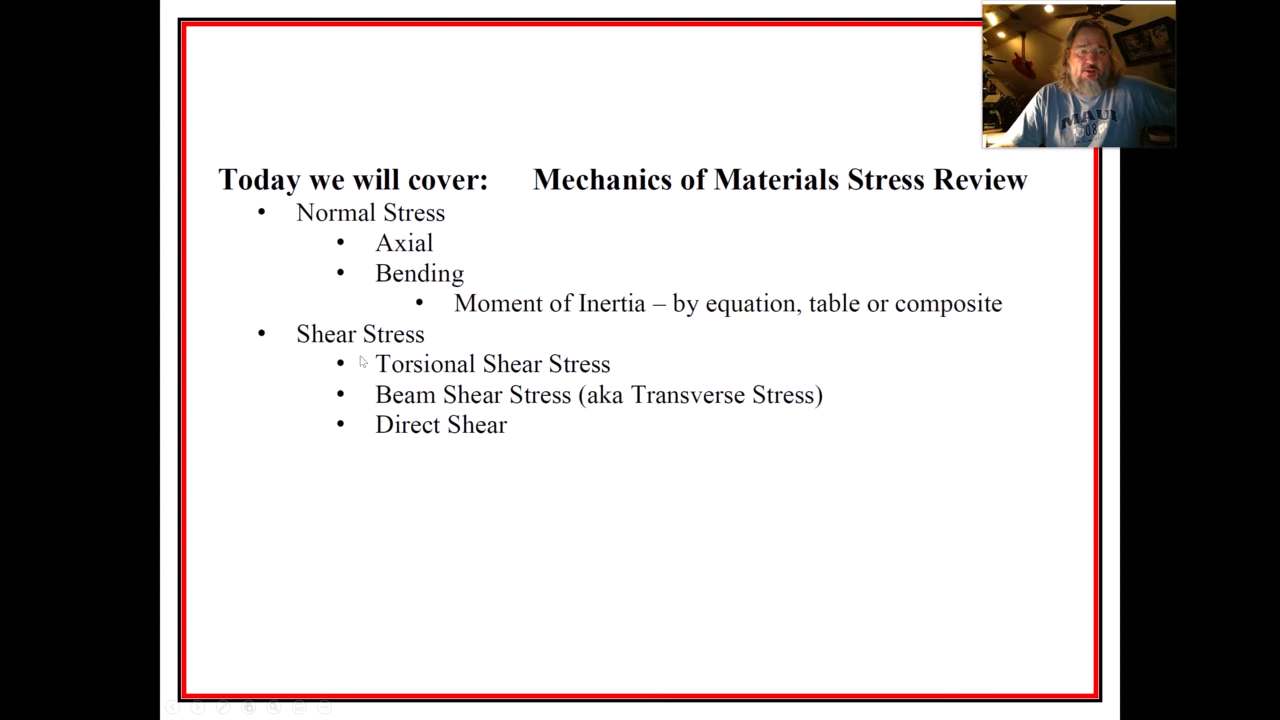 Today we will cover: Mechanics of Materials Stress Review
• Normal Stress
• Axial
• Bending
• Moment of Inertia – by equation, table or composite
• Shear Stress
• Torsional Shear Stress
• Beam Shear Stress (aka Transverse Stress)
• Direct Shear
MAUI